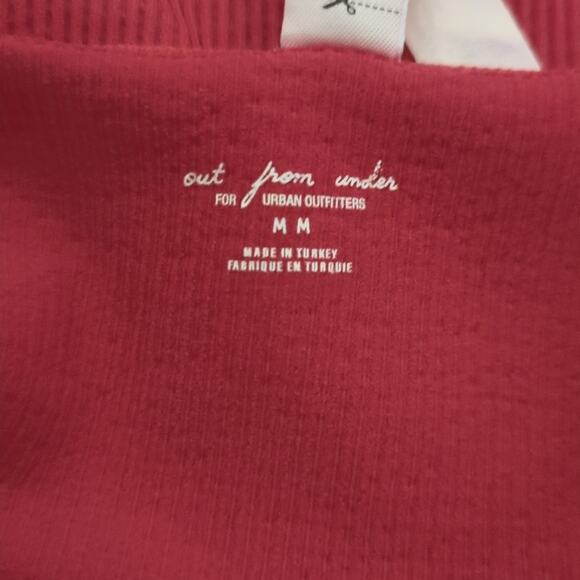 out from under
FOR URBAN OUTFITTERS
M M
MADE IN TURKEY
FABRIQUE EN TURQUIE